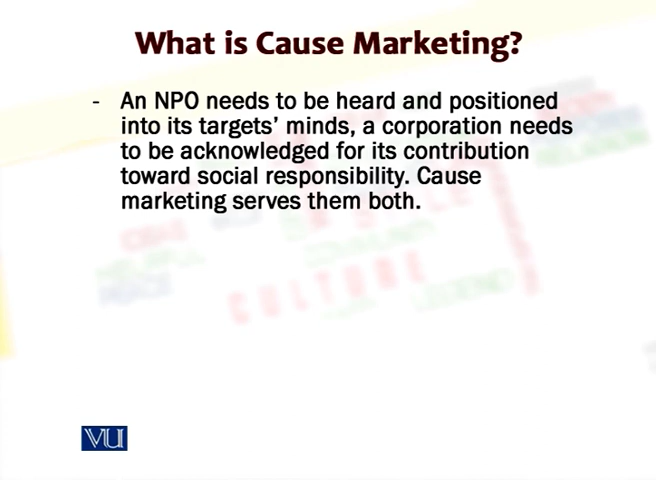 What is Cause Marketing?
- An NPO needs to be heard and positioned
into its targets' minds, a corporation needs
to be acknowledged for its contribution
toward social responsibility. Cause
marketing serves them both.
CULTURE
VU